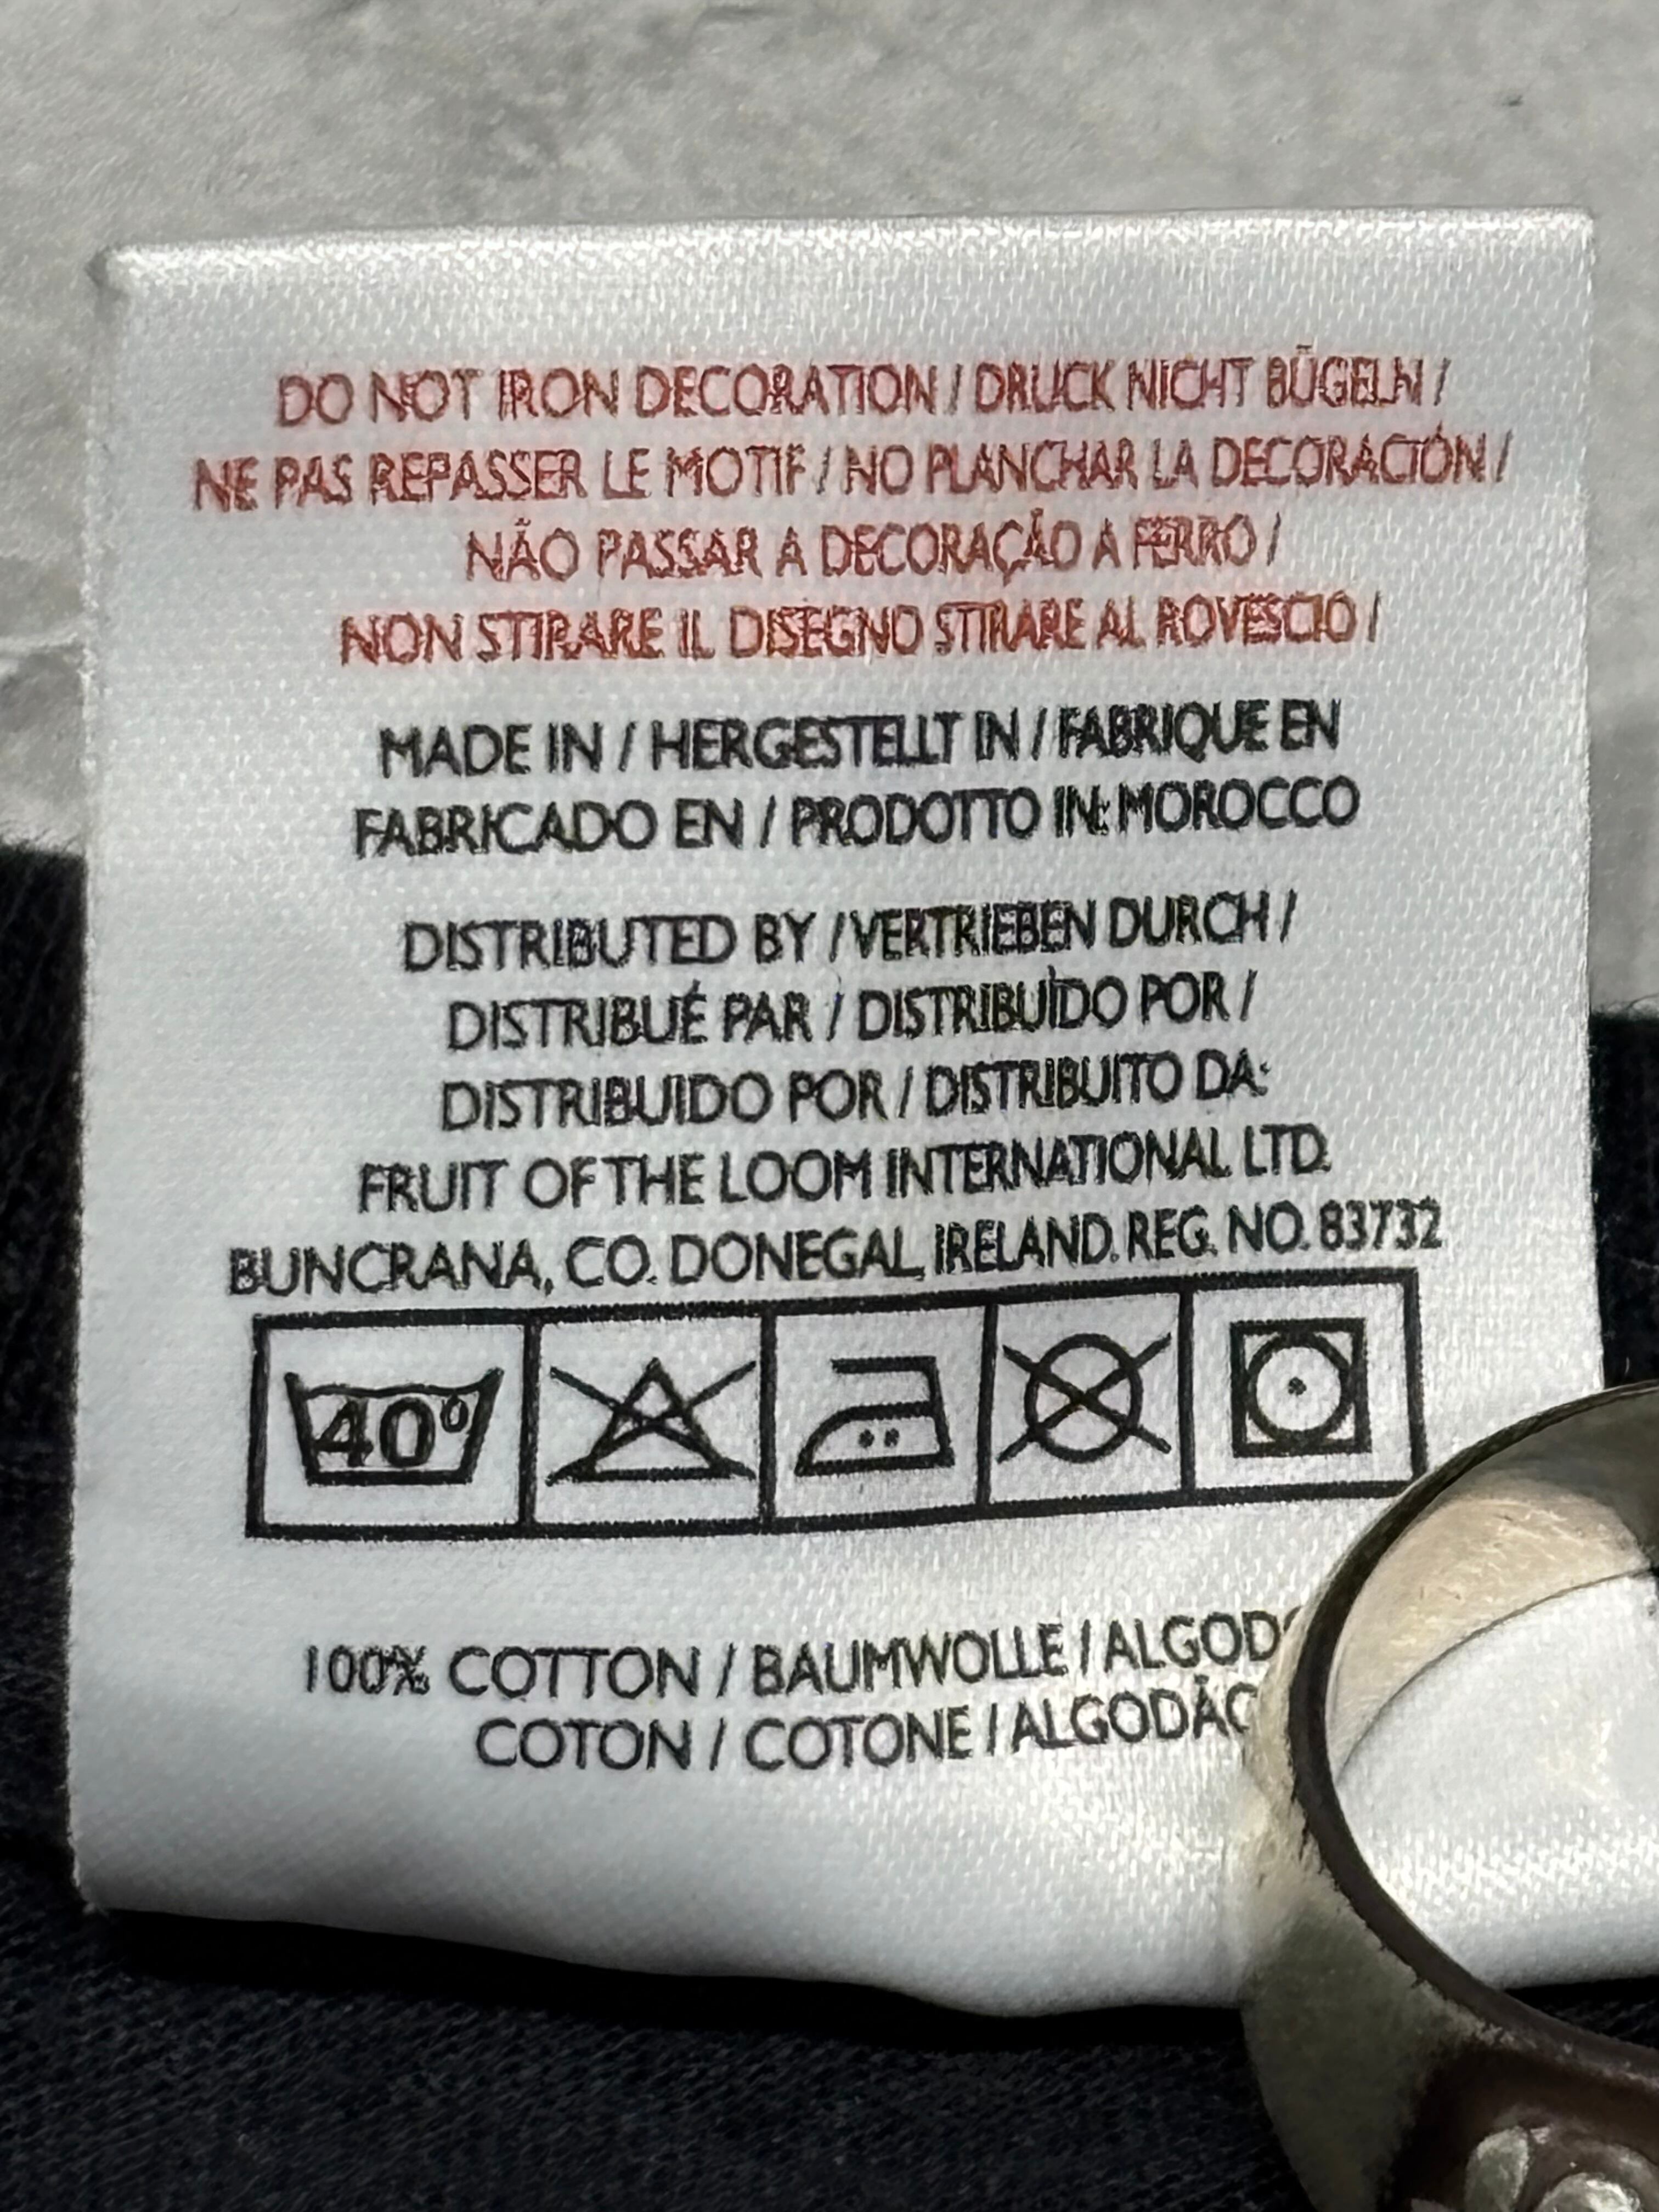 DO NOT IRON DECORATION / DRUCK NICHT BÜGELN /
NE PAS REPASSER LE MOTIF / NO PLANCHAR LA DECORACIÓN /
NÃO PASSAR A DECORAÇÃO A FERRO /
NON STIRARE IL DISEGNO STIRARE AL ROVESCIO /
MADE IN / HERGESTELLT IN / FABRIQUE EN
FABRICADO EN / PRODOTTO IN: MOROCCO
DISTRIBUTED BY / VERTRIEBEN DURCH /
DISTRIBUÉ PAR / DISTRIBUÍDO POR /
DISTRIBUIDO POR / DISTRIBUITO DA:
FRUIT OF THE LOOM INTERNATIONAL LTD.
BUNCRANA, CO. DONEGAL, IRELAND. REG. NO. 83732
40°
100% COTTON / BAUMWOLLE / 
COTON / COTONE /